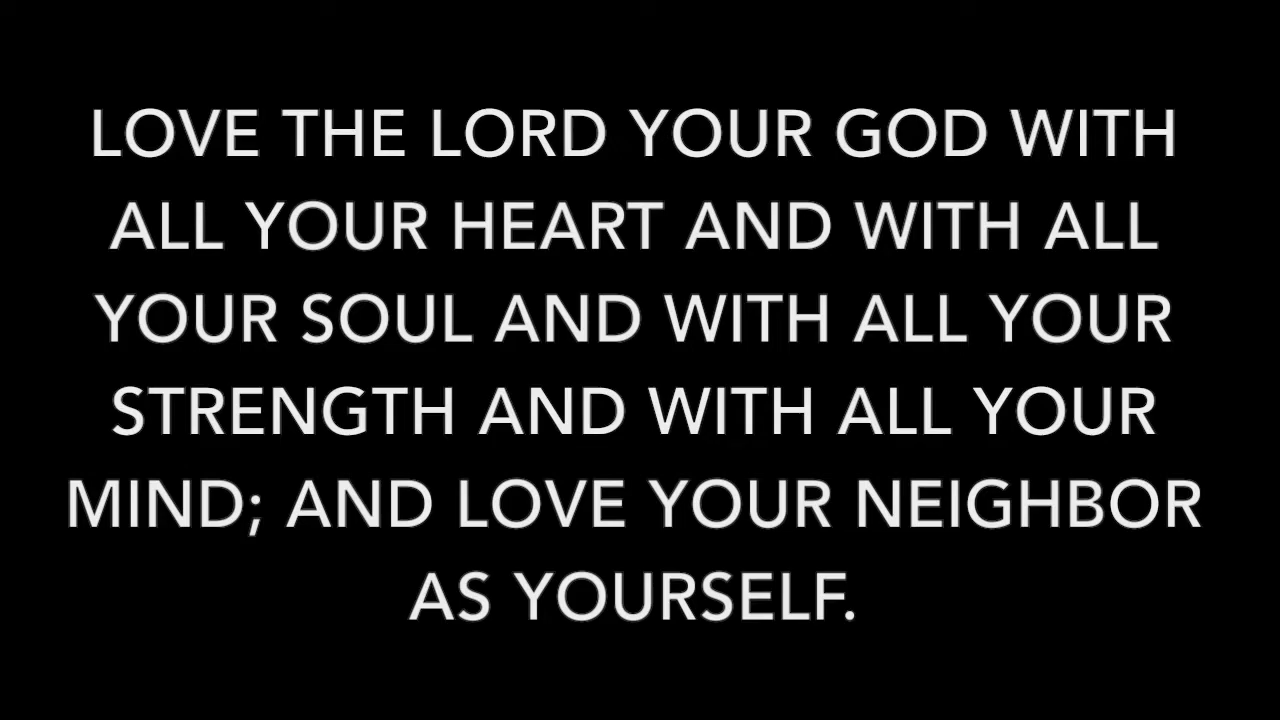 LOVE THE LORD YOUR GOD WITH
ALL YOUR HEART AND WITH ALL
YOUR SOUL AND WITH ALL YOUR
STRENGTH AND WITH ALL YOUR
MIND; AND LOVE YOUR NEIGHBOR
AS YOURSELF.